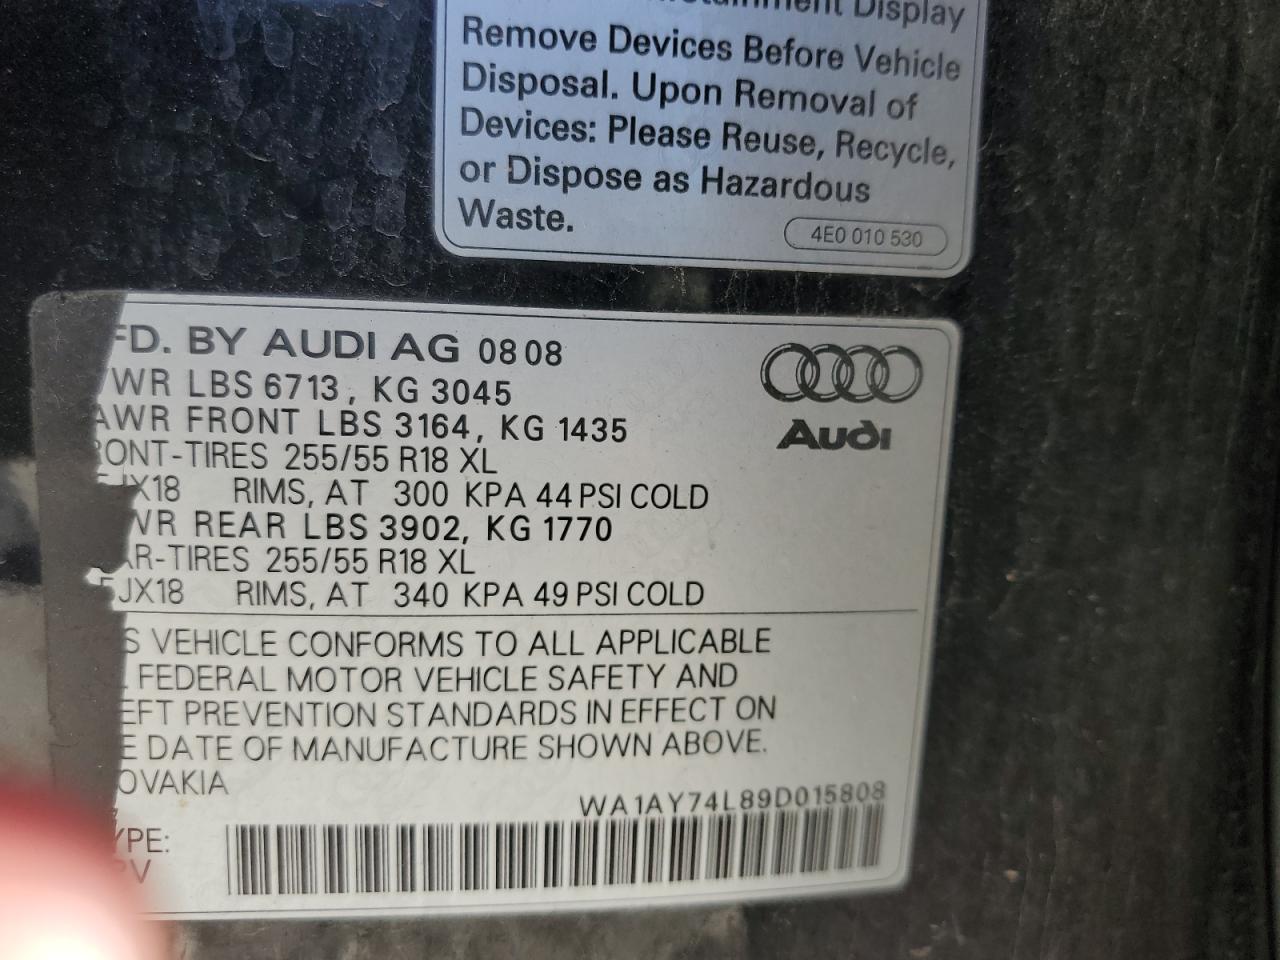 Display
Remove Devices Before Vehicle
Disposal. Upon Removal of
Devices: Please Reuse, Recycle,
or Dispose as Hazardous
Waste.
4E0 010 530
FD. BY AUDI AG 08 08
WR LBS 6713, KG 3045
AWR FRONT LBS 3164, KG 1435
Audi
RONT-TIRES 255/55 R18 XL
JX18 RIMS, AT 300 KPA 44 PSI COLD
WR REAR LBS 3902, KG 1770
AR-TIRES 255/55 R18 XL
JX18 RIMS, AT 340 KPA 49 PSI COLD
S VEHICLE CONFORMS TO ALL APPLICABLE
FEDERAL MOTOR VEHICLE SAFETY AND
EFT PREVENTION STANDARDS IN EFFECT ON
E DATE OF MANUFACTURE SHOWN ABOVE.
OVAKIA
WA1AY74L89D015808
YPE:
PV